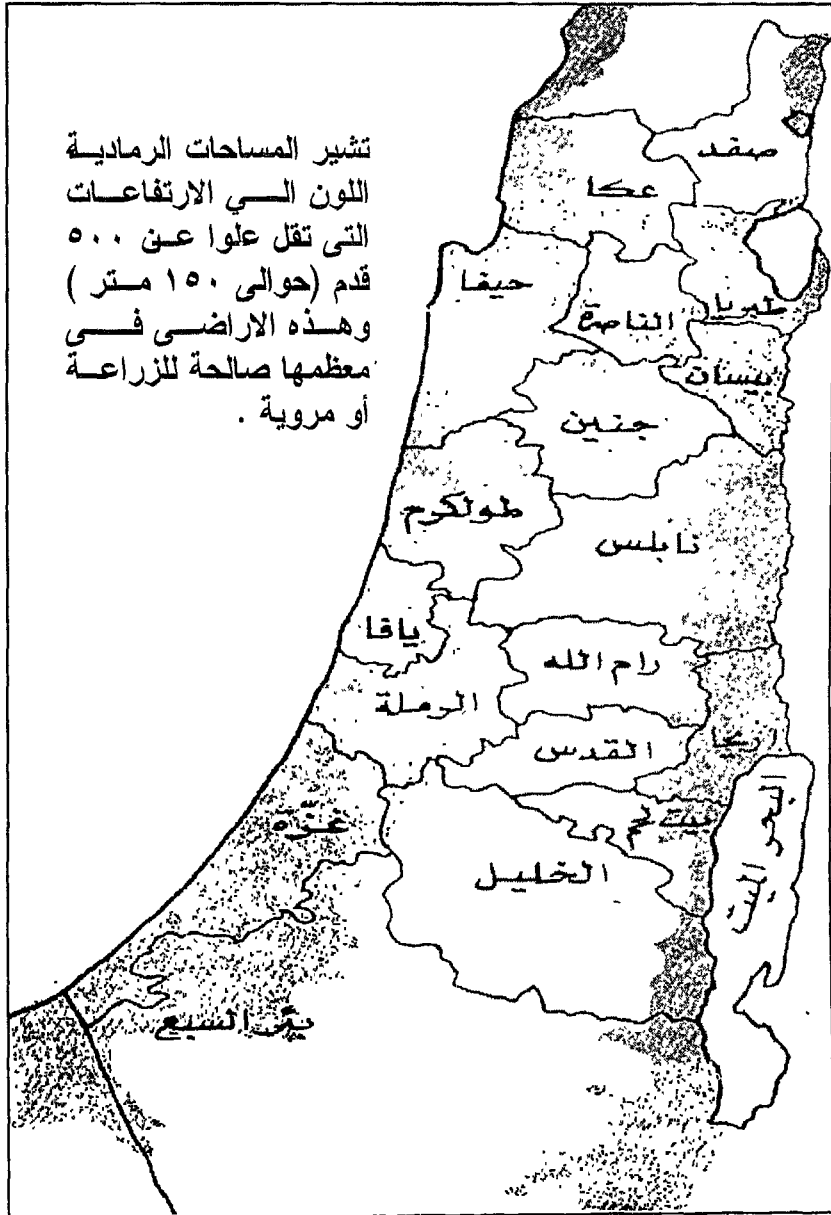 تشير المساحات الرمادية
اللون الي الارتفاعات
التى تقل علوا عن ٥٠٠
قدم (حوالى ١٥٠ متر )
وهذه الاراضى فى
معظمها صالحة للزراعة
أو مروية .
صفد
عكا
حيفا
الناصرة
طبريا
بيسان
جنين
طولكرم
نابلس
يافا
رام الله
الرملة
القدس
اريحا
البحر الميت
بيت لحم
غزّه
الخليل
بئر السبع